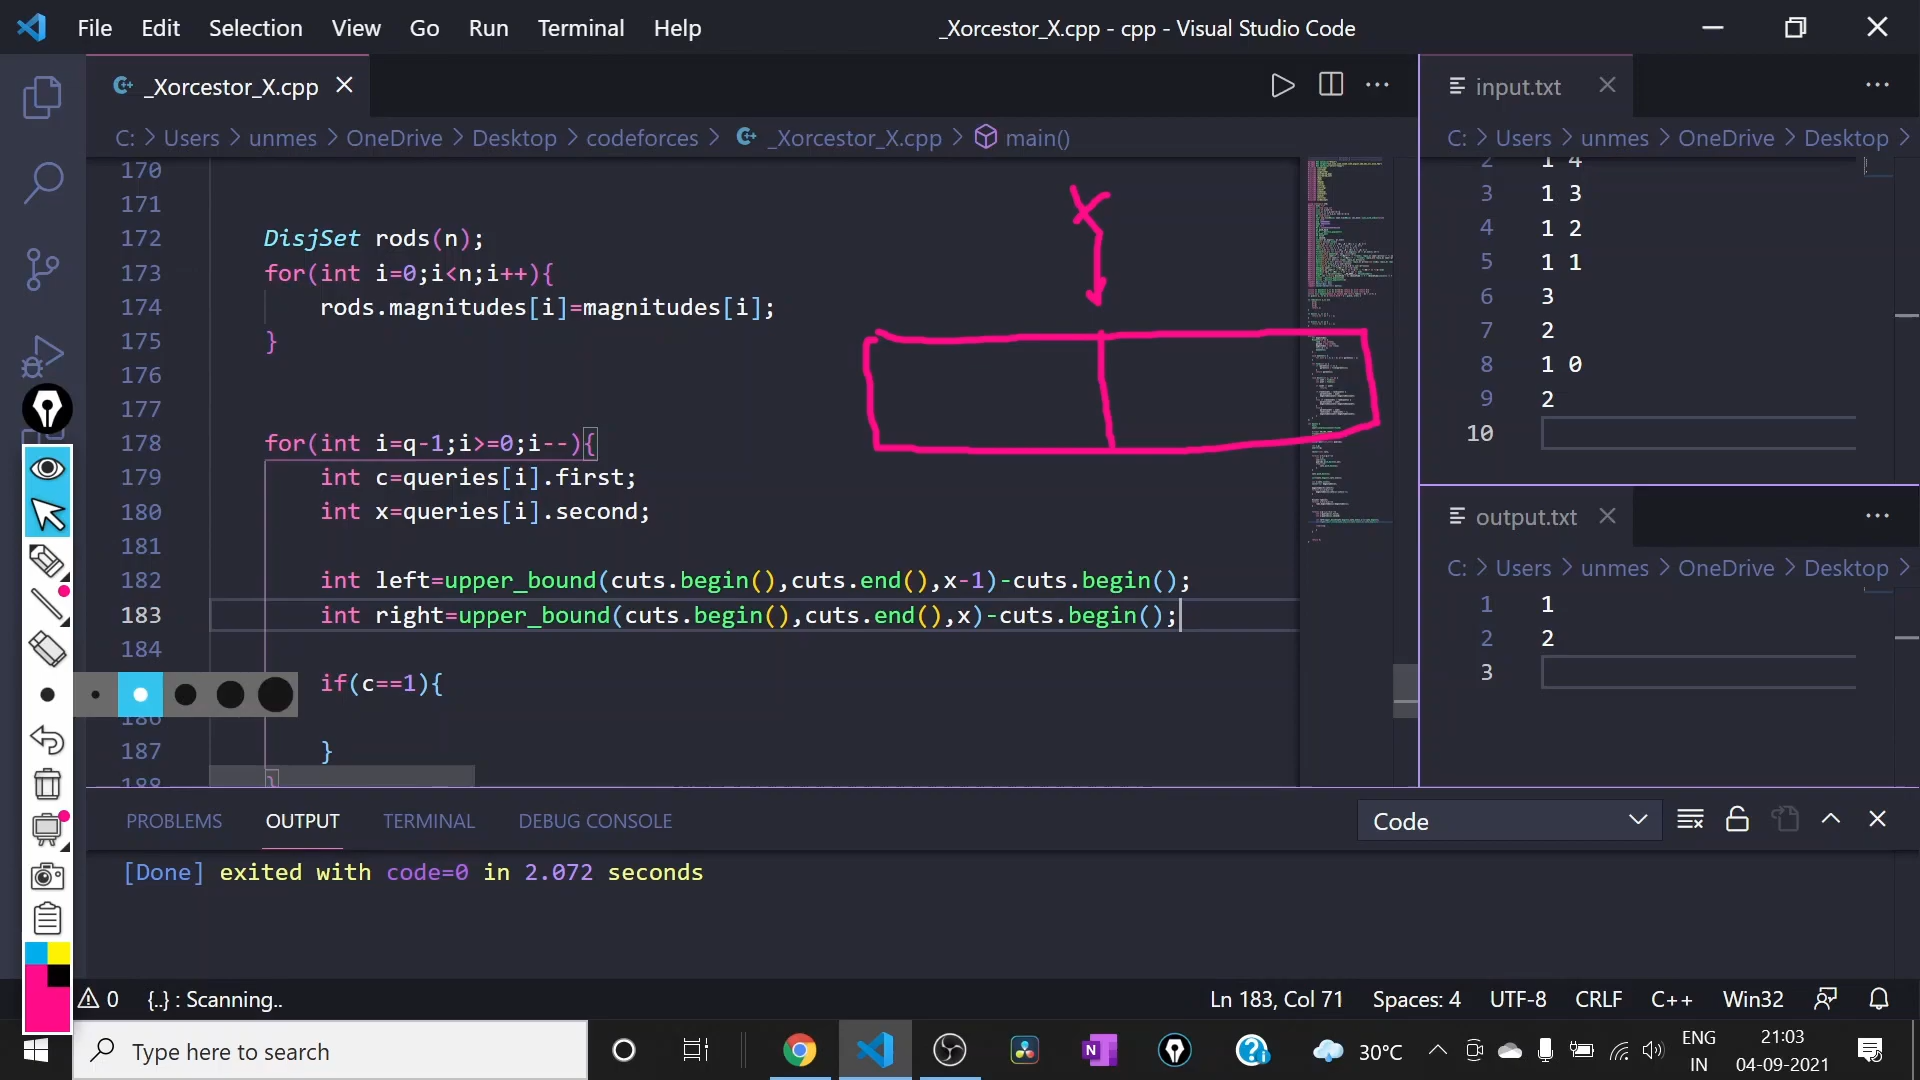 File Edit Selection View Go Run Terminal Help
_Xorcestor_X.cpp - cpp - Visual Studio Code
_Xorcestor_X.cpp
C: > Users > unmes > OneDrive > Desktop > codeforces > _Xorcestor_X.cpp > main()
170
171
172 DisjSet rods(n);
173 for(int i=0;i<n;i++){
174 rods.magnitudes[i]=magnitudes[i];
175 }
176
177
178 for(int i=q-1;i>=0;i--){
179 int c=queries[i].first;
180 int x=queries[i].second;
181
182 int left=upper_bound(cuts.begin(),cuts.end(),x-1)-cuts.begin();
183 int right=upper_bound(cuts.begin(),cuts.end(),x)-cuts.begin();
184
if(c==1){
186
187 }
188 }
X
input.txt
C: > Users > unmes > OneDrive > Desktop >
2 1 4
3 1 3
4 1 2
5 1 1
6 3
7 2
8 1 0
9 2
10
output.txt
C: > Users > unmes > OneDrive > Desktop >
1 1
2 2
3
PROBLEMS OUTPUT TERMINAL DEBUG CONSOLE
Code
[Done] exited with code=0 in 2.072 seconds
0 {..} : Scanning..
Ln 183, Col 71 Spaces: 4 UTF-8 CRLF C++ Win32
Type here to search
N
30°C
ENG
IN
21:03
04-09-2021